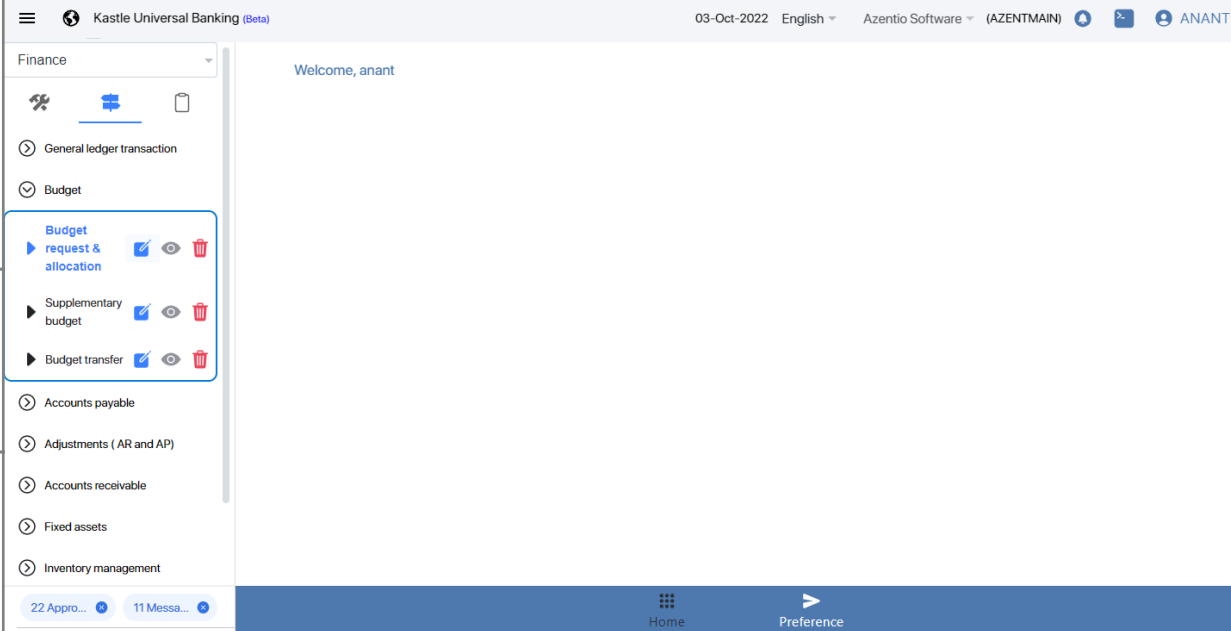 Kastle Universal Banking (Beta)
03-Oct-2022 English Azentio Software (AZENTMAIN) ANANT
Finance
Welcome, anant
General ledger transaction
Budget
Budget
request &
allocation
Supplementary
budget
Budget transfer
Accounts payable
Adjustments ( AR and AP)
Accounts receivable
Fixed assets
Inventory management
22 Appro... 11 Messa...
Home
Preference